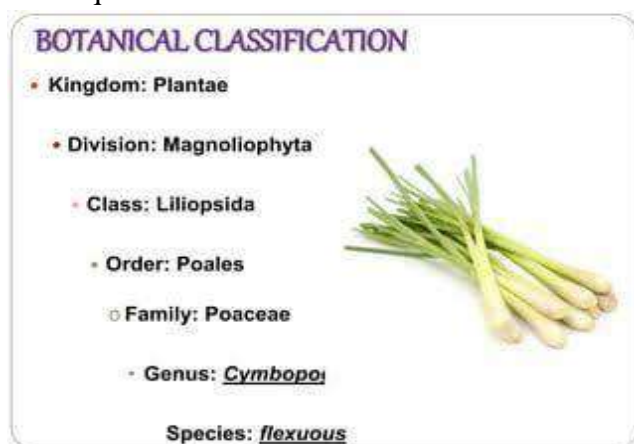 BOTANICAL CLASSIFICATION
• Kingdom: Plantae
• Division: Magnoliophyta
• Class: Liliopsida
• Order: Poales
○ Family: Poaceae
• Genus: Cymbopo
Species: flexuous